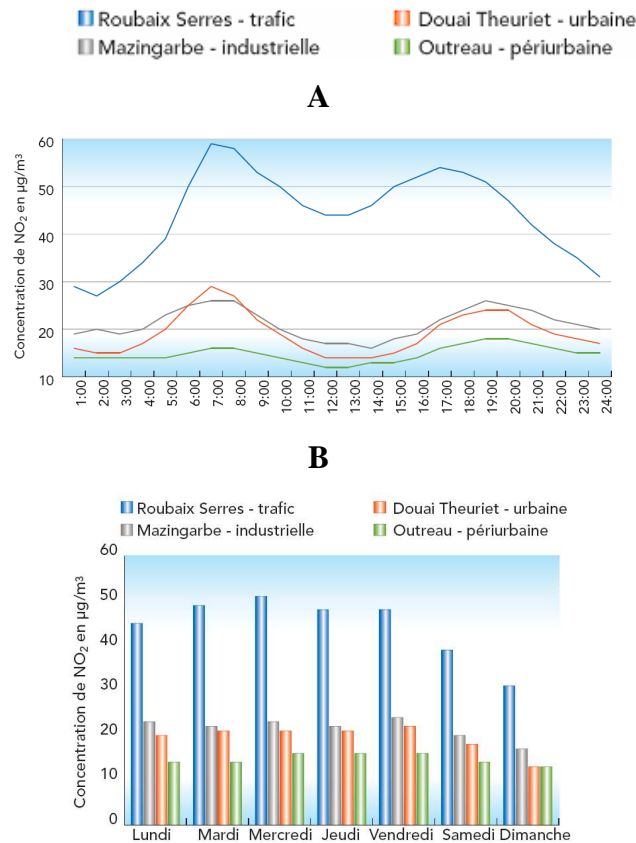 Roubaix Serres - trafic Douai Theuriet - urbaine
Mazingarbe - industrielle Outreau - périurbaine
A
Concentration de NO₂ en µg/m³
60
50
40
30
20
10
1:00 2:00 3:00 4:00 5:00 6:00 7:00 8:00 9:00 10:00 11:00 12:00 13:00 14:00 15:00 16:00 17:00 18:00 19:00 20:00 21:00 22:00 23:00 24:00
B
Roubaix Serres - trafic Douai Theuriet - urbaine
Mazingarbe - industrielle Outreau - périurbaine
Concentration de NO₂ en µg/m³
60
50
40
30
20
10
0
Lundi Mardi Mercredi Jeudi Vendredi Samedi Dimanche